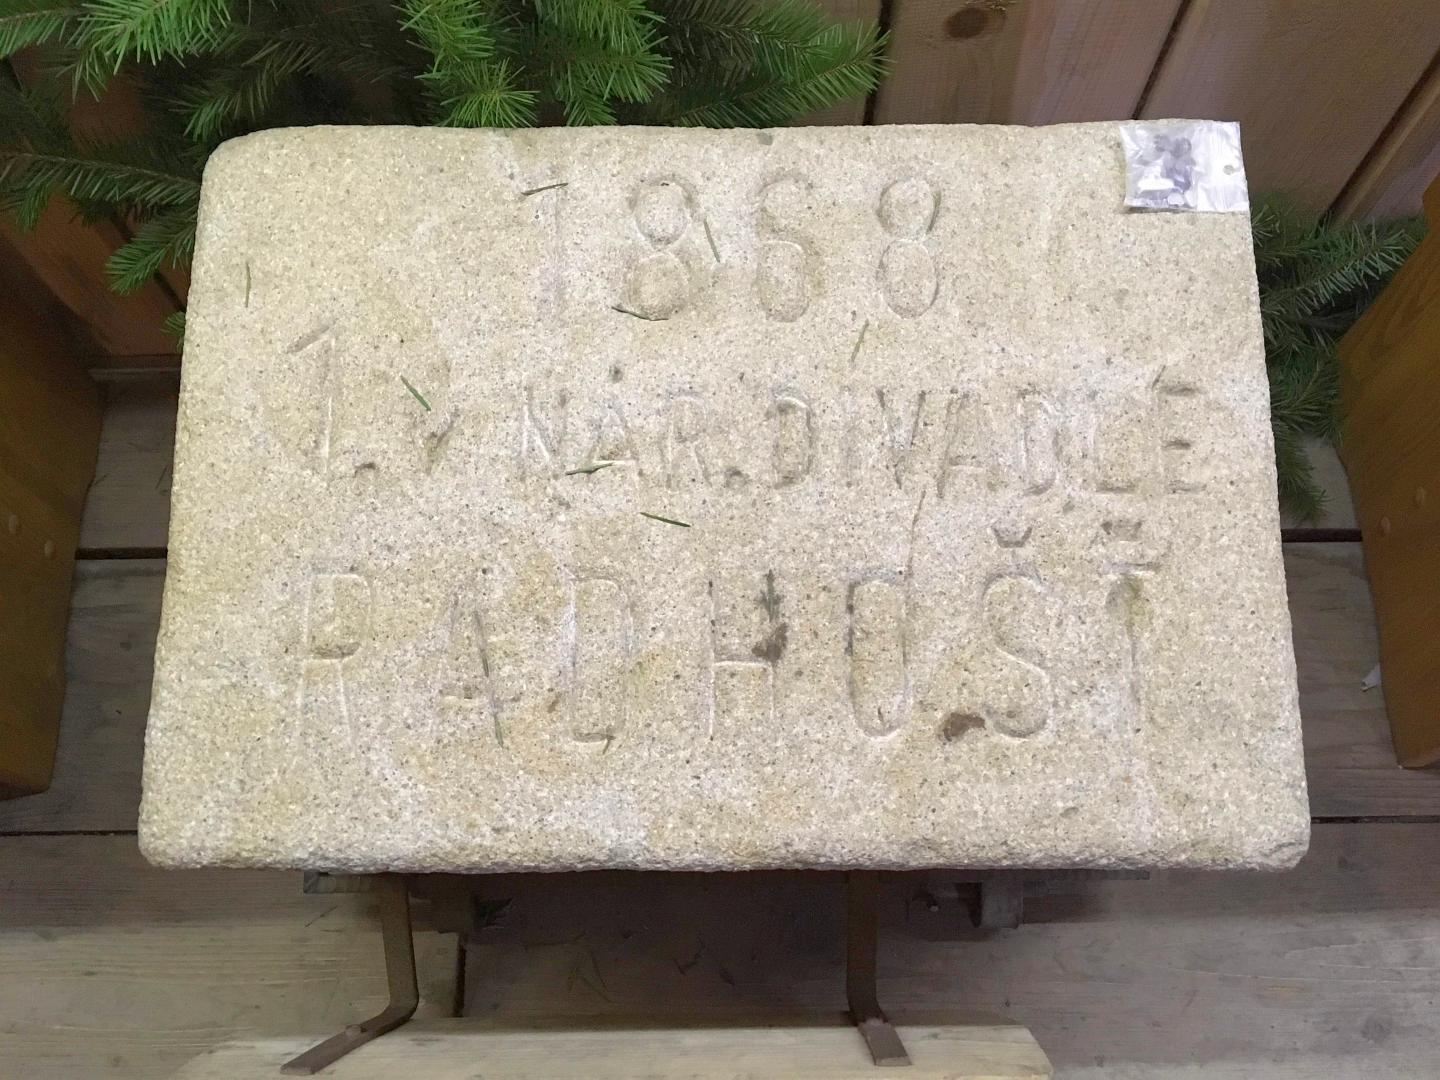 1868
1. V NÁR. DIVADLE
RADHOŠŤ